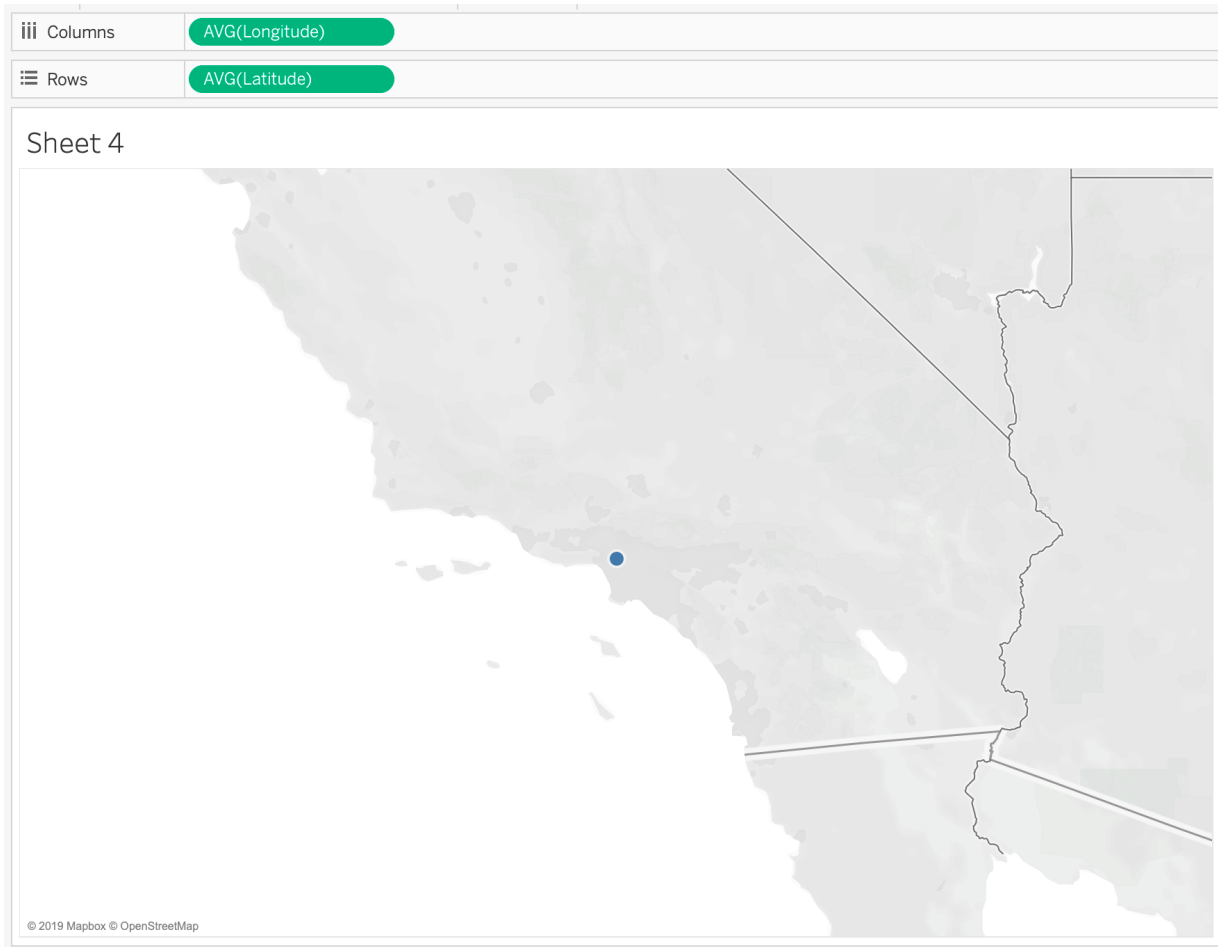 Columns
AVG(Longitude)
Rows
AVG(Latitude)
Sheet 4
© 2019 Mapbox © OpenStreetMap